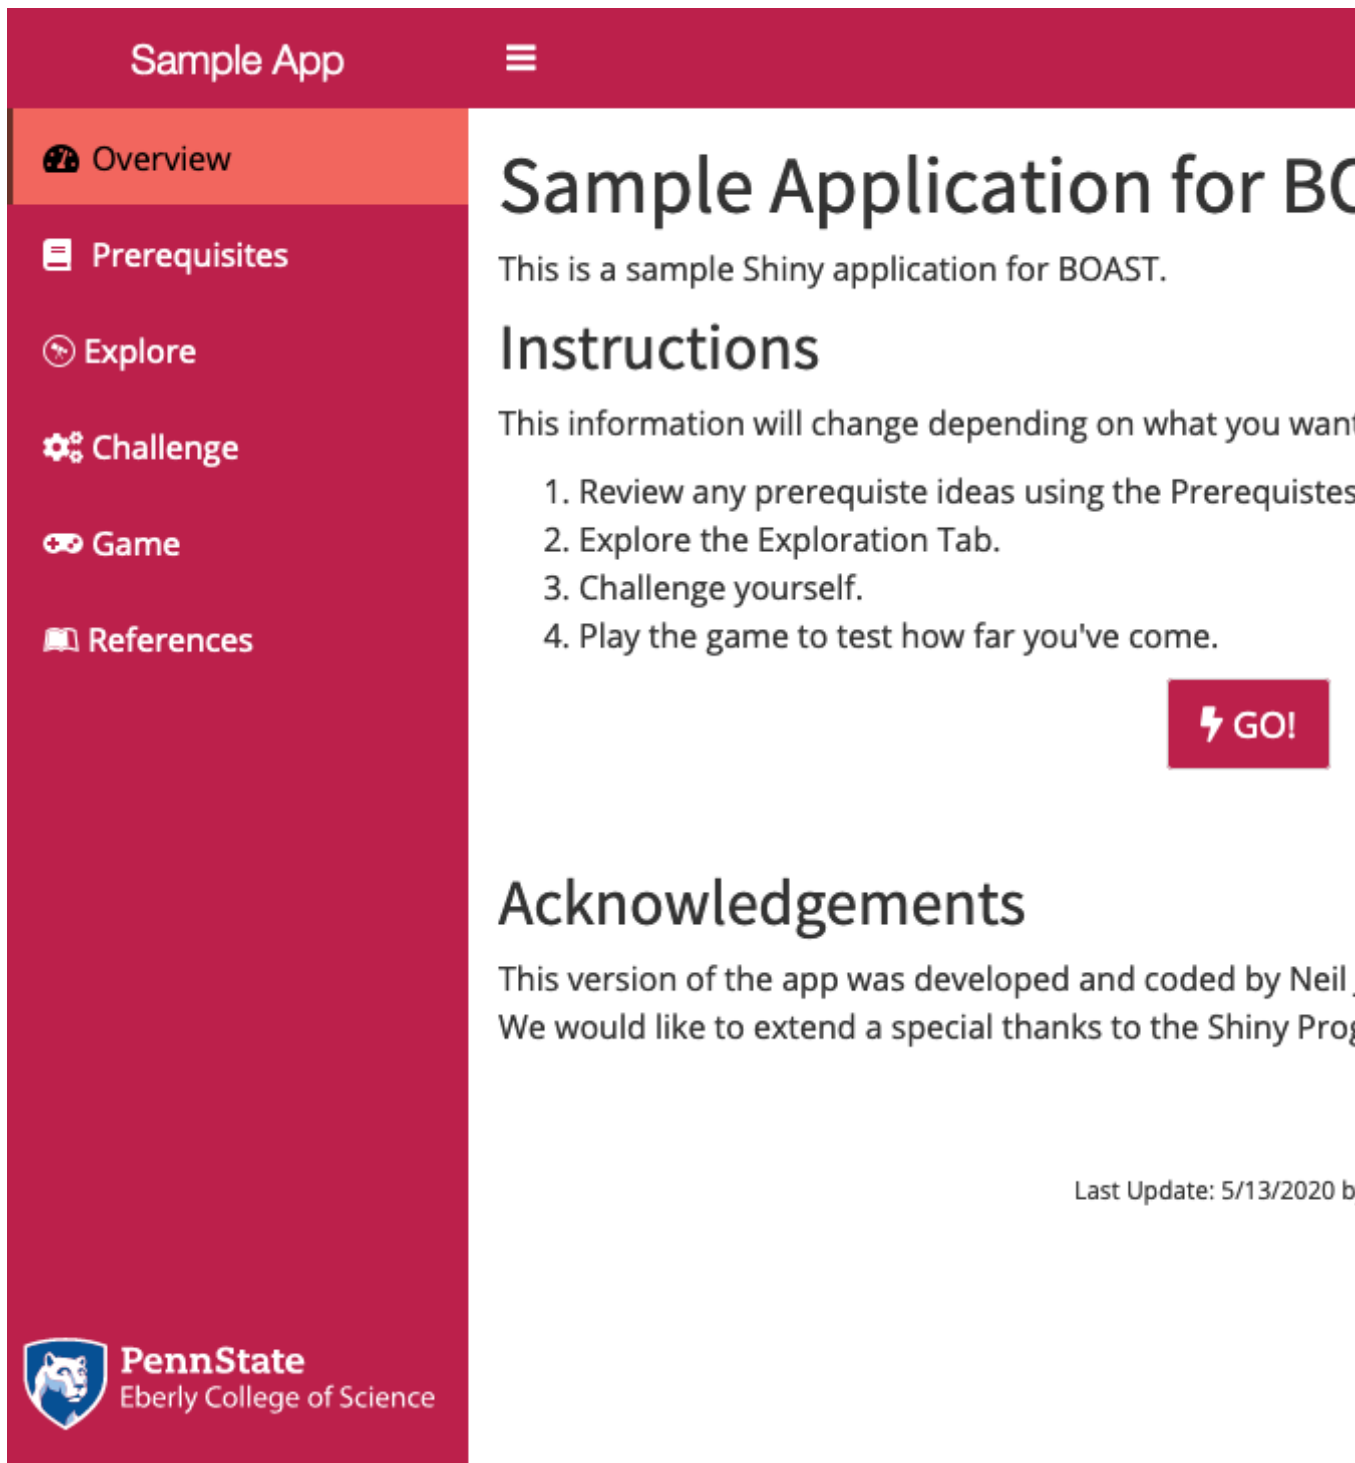 Sample App
Overview
Prerequisites
Explore
Challenge
Game
References
PennState
Eberly College of Science
Sample Application for
This is a sample Shiny application for BOAST.
Instructions
This information will change depending on what you want
1. Review any prerequiste ideas using the Prerequistes
2. Explore the Exploration Tab.
3. Challenge yourself.
4. Play the game to test how far you've come.
GO!
Acknowledgements
This version of the app was developed and coded by Neil
We would like to extend a special thanks to the Shiny
Last Update: 5/13/2020